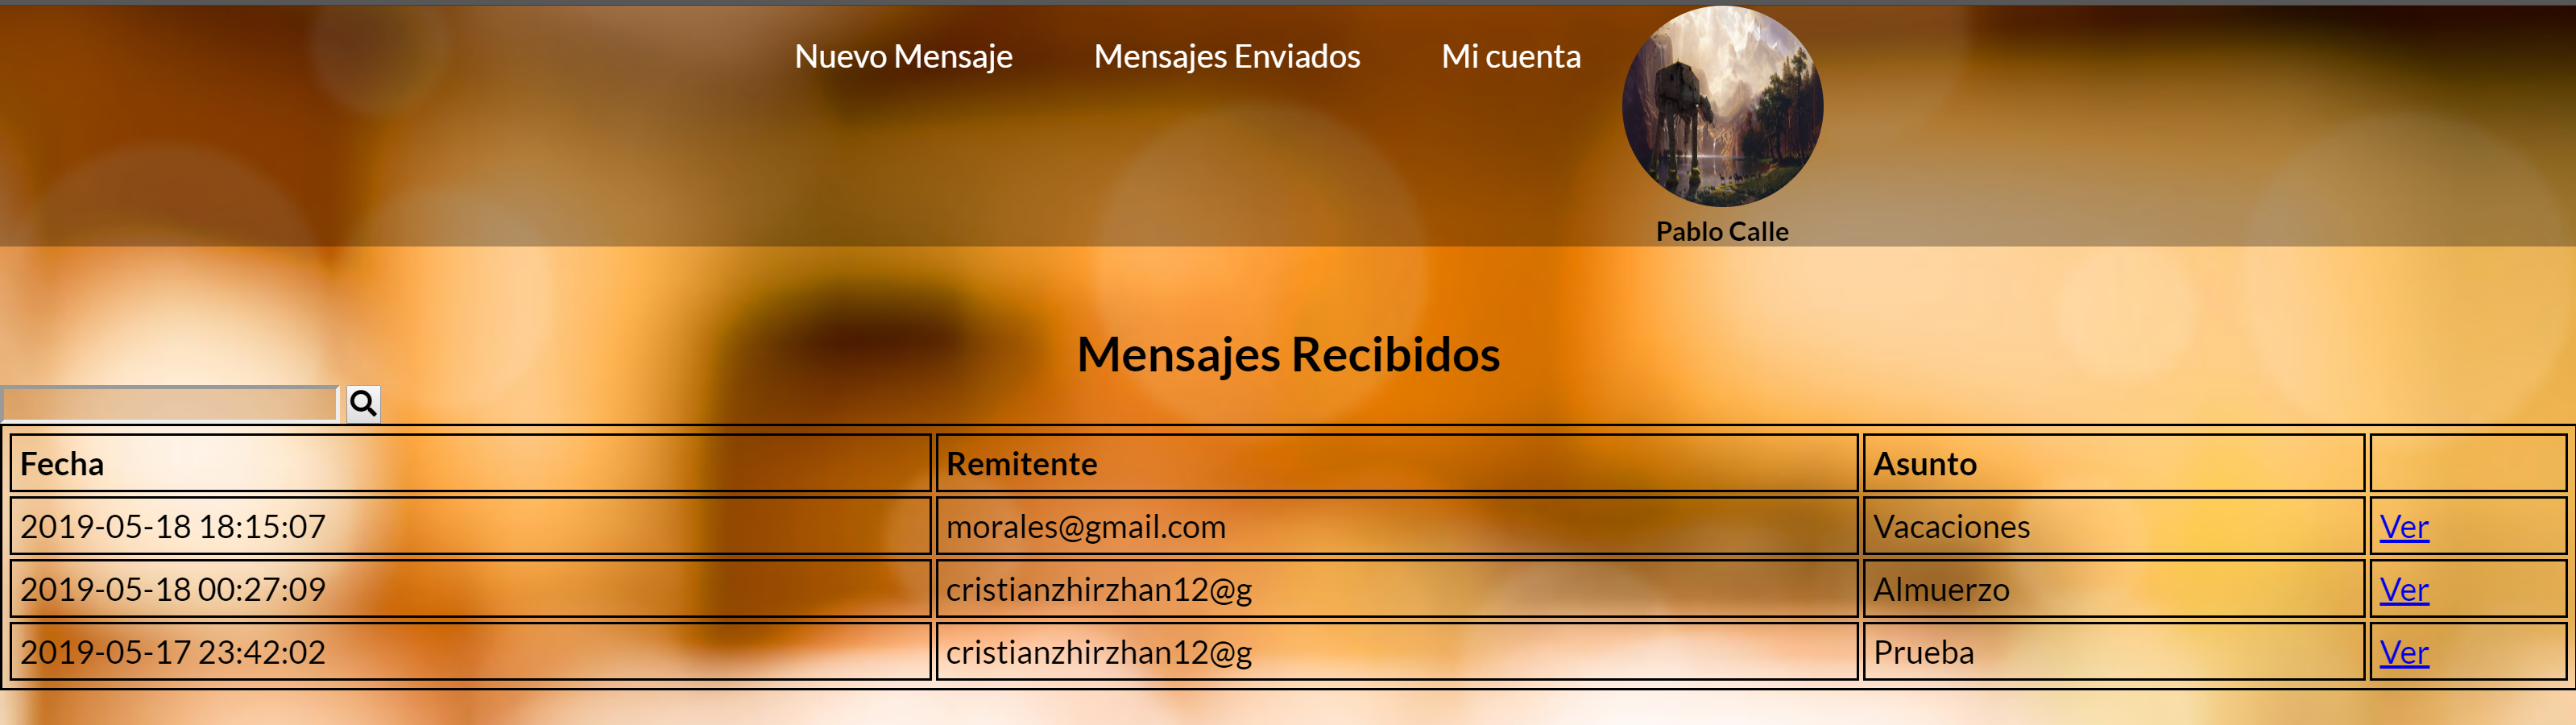 Nuevo Mensaje Mensajes Enviados Mi cuenta
Pablo Calle
Mensajes Recibidos
Fecha Remitente Asunto
2019-05-18 18:15:07 morales@gmail.com Vacaciones Ver
2019-05-18 00:27:09 cristianzhirzhan12@g Almuerzo Ver
2019-05-17 23:42:02 cristianzhirzhan12@g Prueba Ver